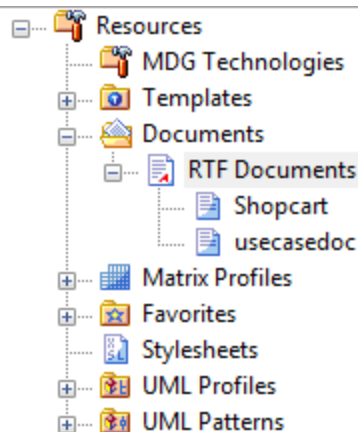 Resources
MDG Technologies
Templates
Documents
RTF Documents
Shopcart
usecasedoc
Matrix Profiles
Favorites
Stylesheets
UML Profiles
UML Patterns